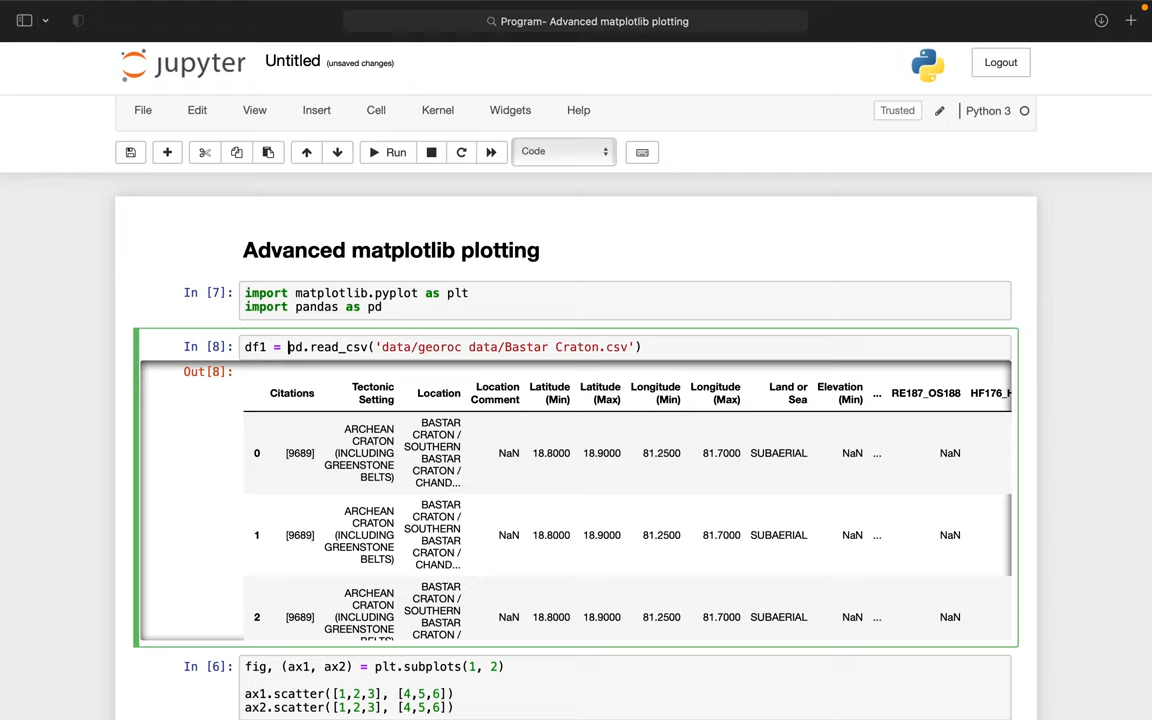 Program- Advanced matplotlib plotting
jupyter Untitled (unsaved changes) Logout
File Edit View Insert Cell Kernel Widgets Help Trusted Python 3
Run Code
Advanced matplotlib plotting
In [7]: import matplotlib.pyplot as plt
import pandas as pd
In [8]: df1 = pd.read_csv('data/georoc data/Bastar Craton.csv')
Out[8]:
Citations Tectonic Setting Location Location Comment Latitude (Min) Latitude (Max) Longitude (Min) Longitude (Max) Land or Sea Elevation (Min) ... RE187_OS188
0 [9689] ARCHEAN CRATON (INCLUDING GREENSTONE BELTS) BASTAR CRATON / SOUTHERN BASTAR CRATON / CHAND... NaN 18.8000 18.9000 81.2500 81.7000 SUBAERIAL NaN ... NaN
1 [9689] ARCHEAN CRATON (INCLUDING GREENSTONE BELTS) BASTAR CRATON / SOUTHERN BASTAR CRATON / CHAND... NaN 18.8000 18.9000 81.2500 81.7000 SUBAERIAL NaN ... NaN
2 [9689] ARCHEAN CRATON (INCLUDING GREENSTONE BASTAR CRATON / SOUTHERN BASTAR CRATON / NaN 18.8000 18.9000 81.2500 81.7000 SUBAERIAL NaN ... NaN
In [6]: fig, (ax1, ax2) = plt.subplots(1, 2)
ax1.scatter([1,2,3], [4,5,6])
ax2.scatter([1,2,3], [4,5,6])